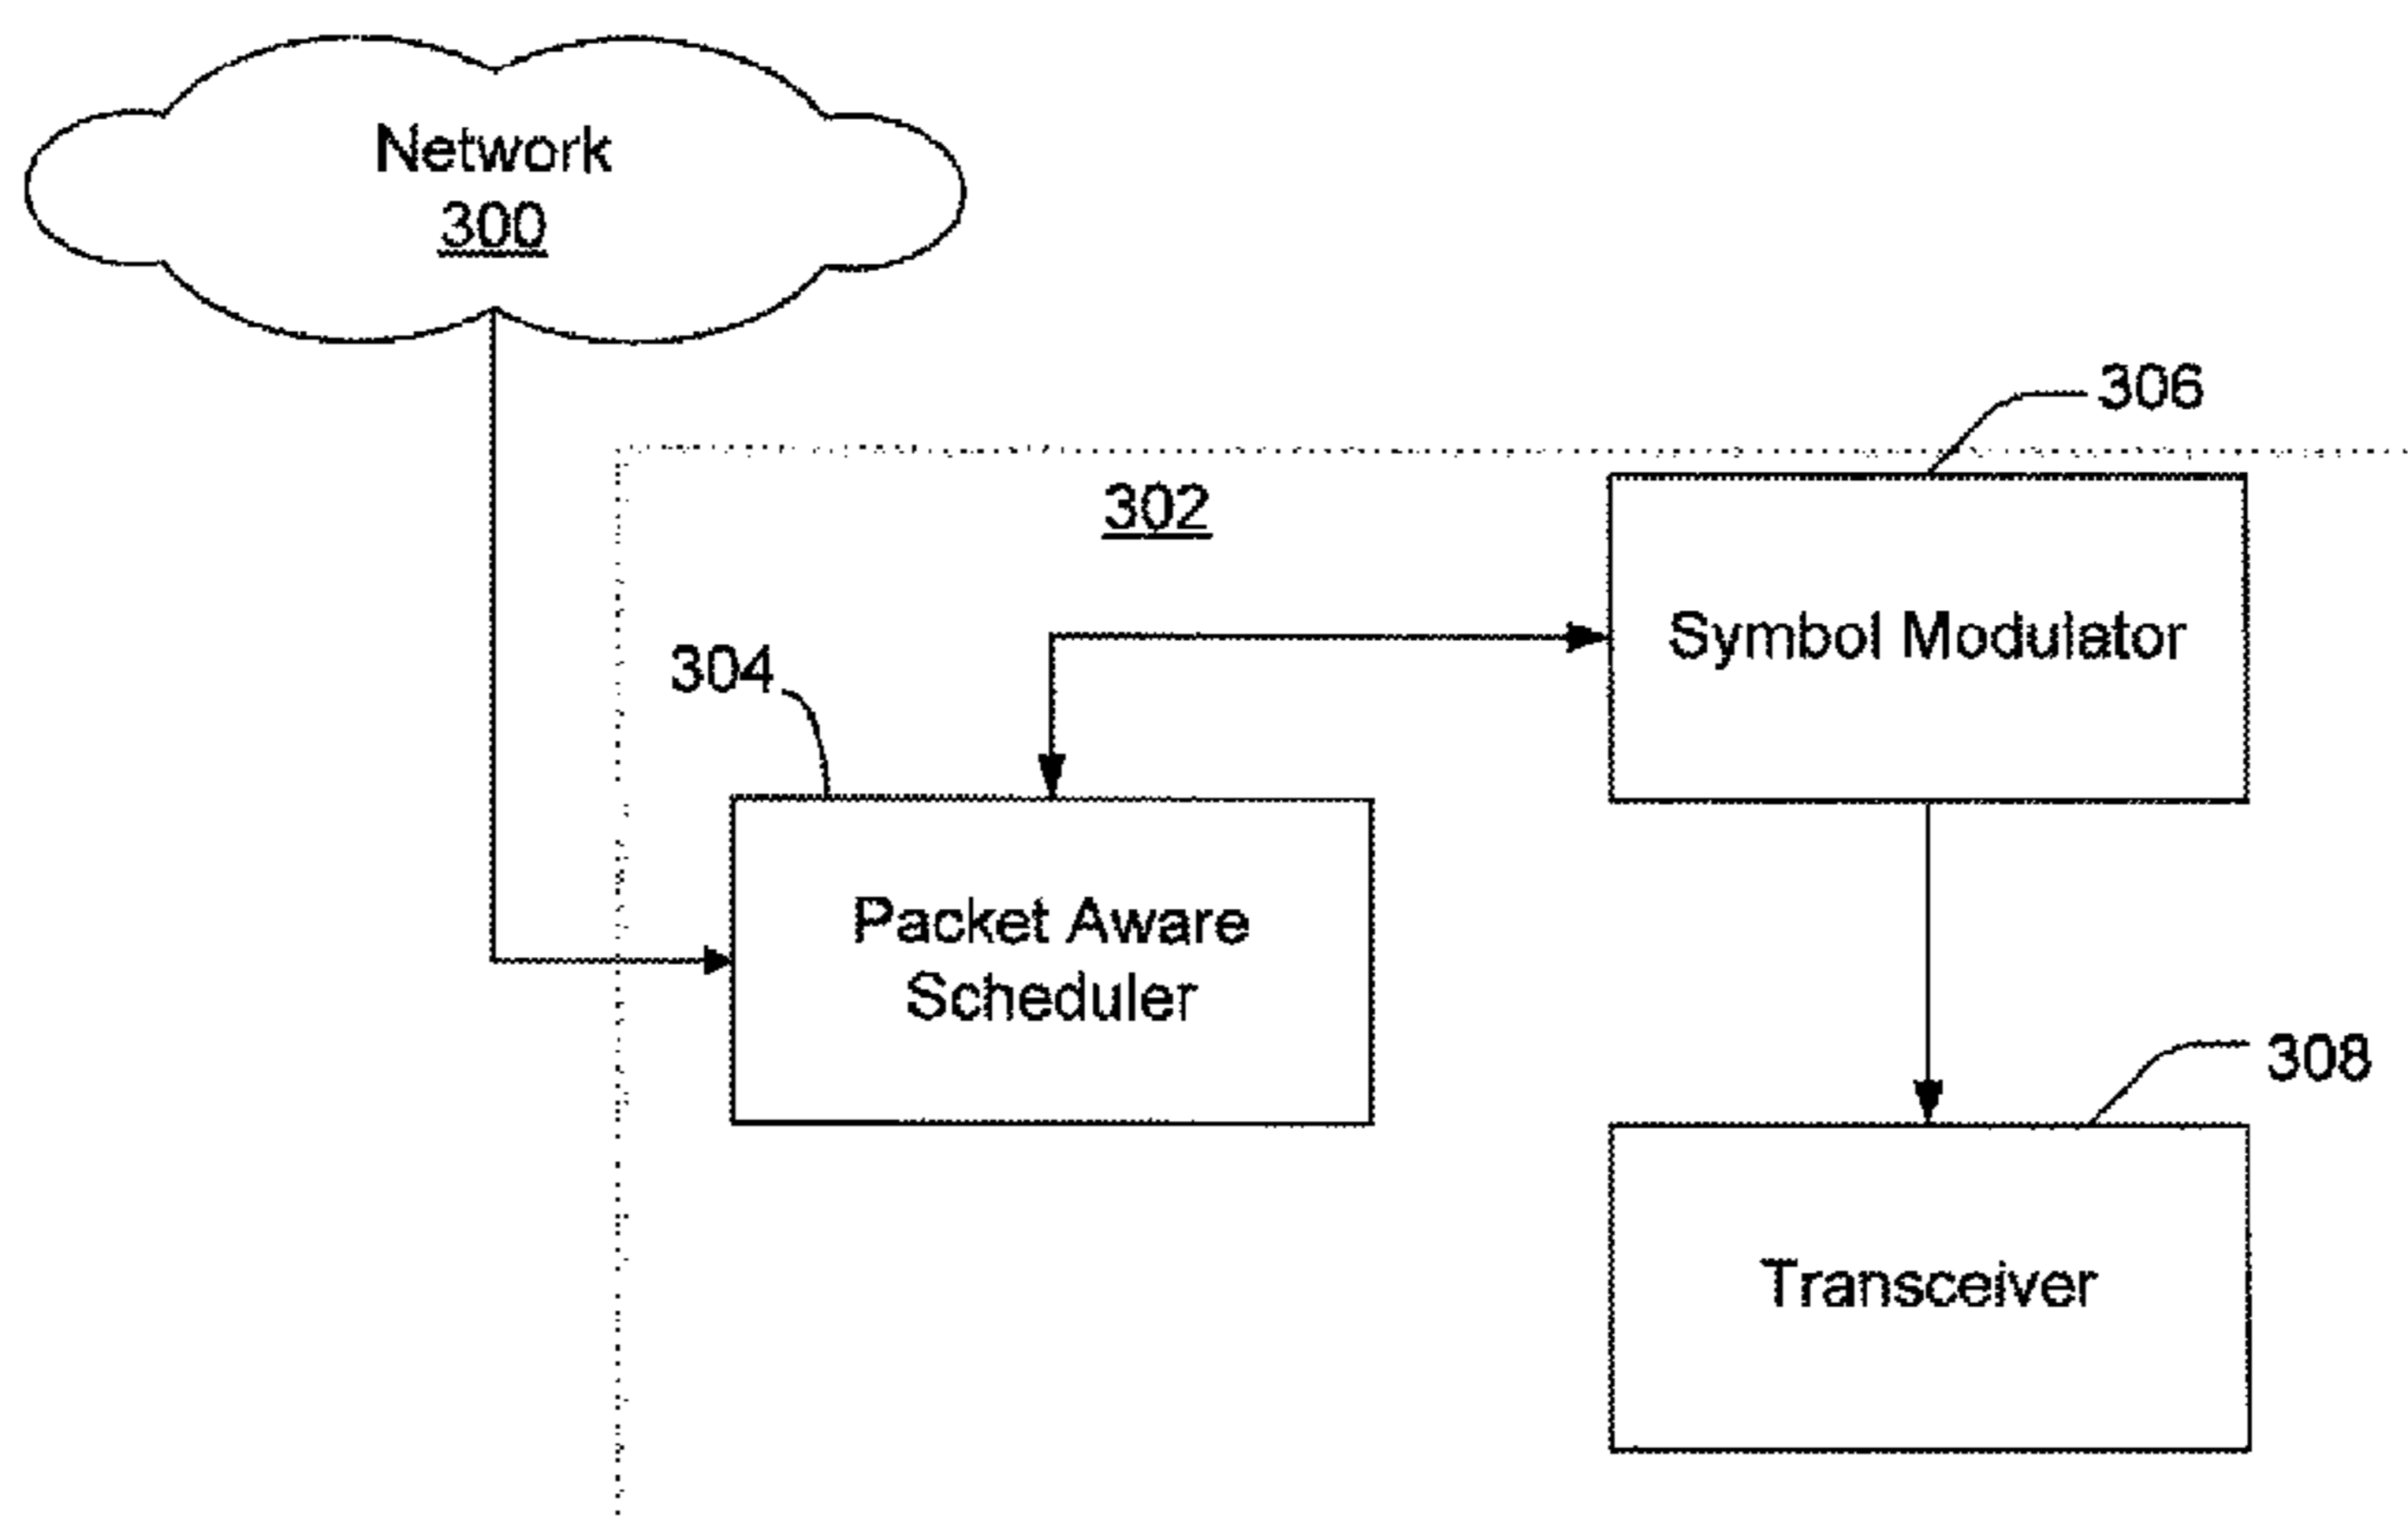 Network
300
306
302
Symbol Modulator
304
Packet Aware
Scheduler
308
Transceiver